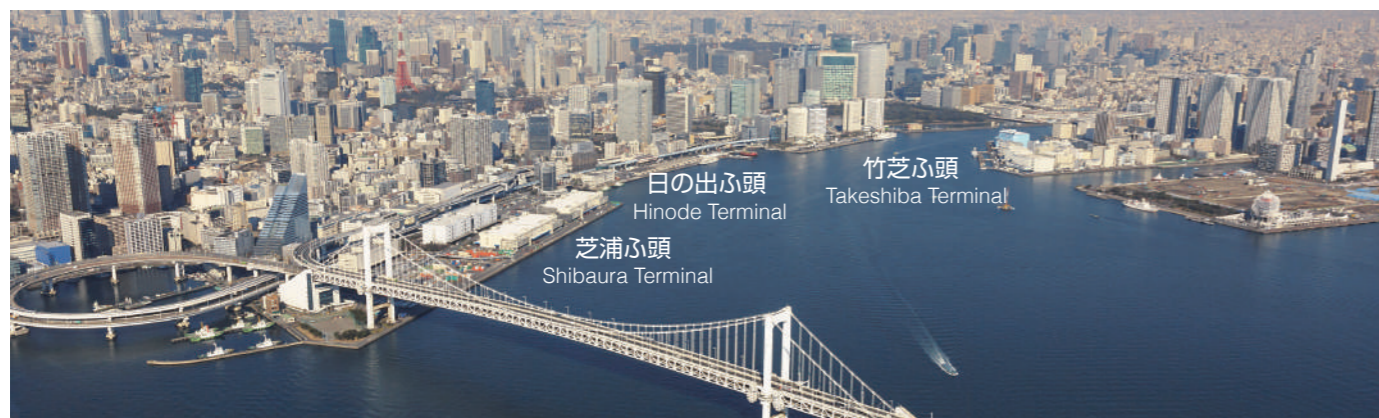 竹芝ふ頭
Takeshiba Terminal
日の出ふ頭
Hinode Terminal
芝浦ふ頭
Shibaura Terminal